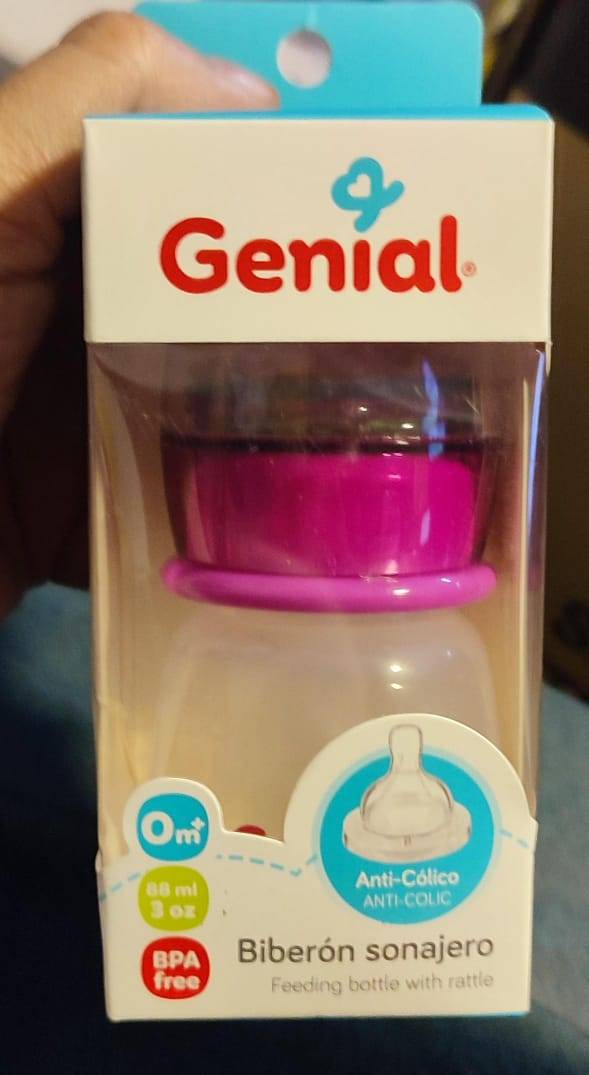 Genial®
0m+
88 ml
3 oz
BPA
free
Anti-Cólico
ANTI-COLIC
Biberón sonajero
Feeding bottle with rattle